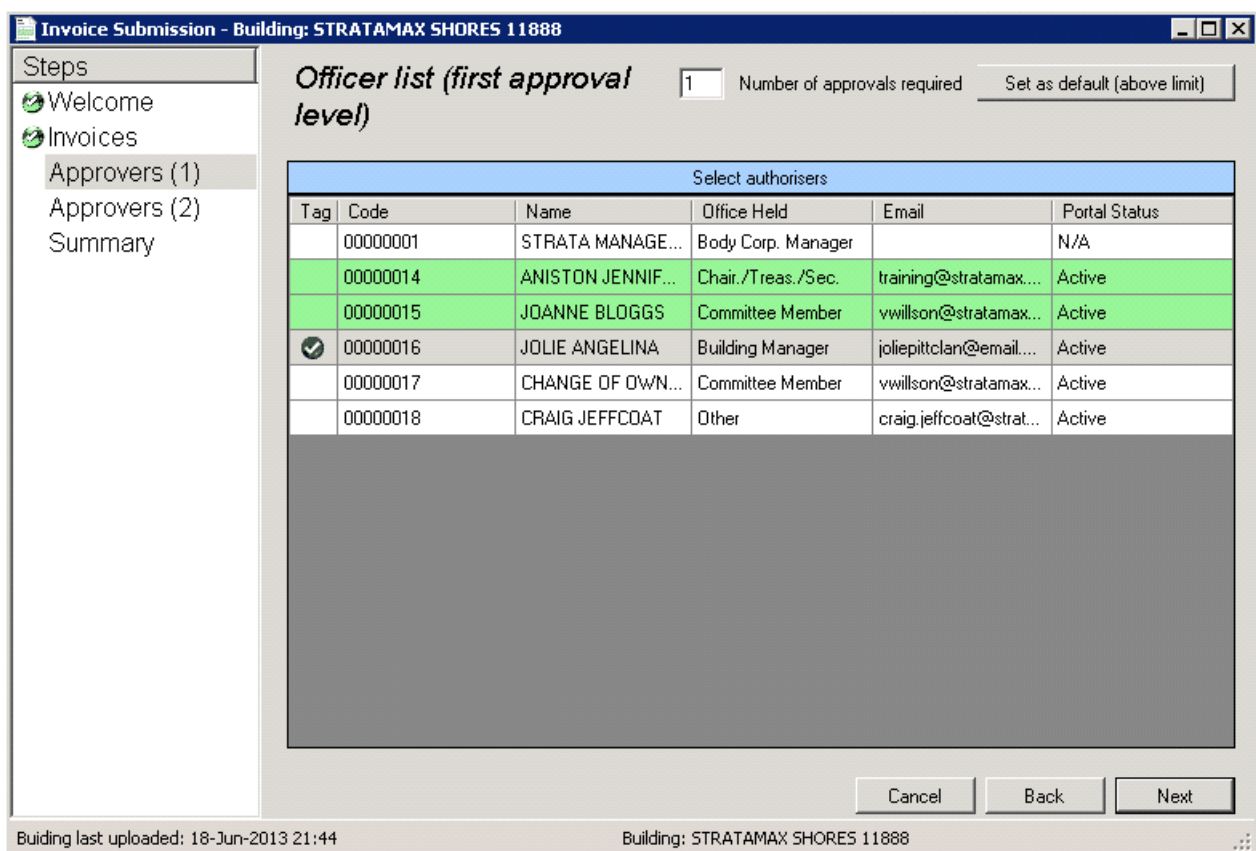 Invoice Submission - Building: STRATAMAX SHORES 11888
Steps
Welcome
Invoices
Approvers (1)
Approvers (2)
Summary
Officer list (first approval
level)
1 Number of approvals required Set as default (above limit)
Select authorisers
Tag Code Name Office Held Email Portal Status
00000001 STRATA MANAGE... Body Corp. Manager N/A
00000014 ANISTON JENNIF... Chair./Treas./Sec. training@stratamax.... Active
00000015 JOANNE BLOGGS Committee Member vwillson@stratamax... Active
00000016 JOLIE ANGELINA Building Manager joliepittclan@email.... Active
00000017 CHANGE OF OWN... Committee Member vwillson@stratamax... Active
00000018 CRAIG JEFFCOAT Other craig.jeffcoat@strat... Active
Cancel Back Next
Buiding last uploaded: 18-Jun-2013 21:44 Building: STRATAMAX SHORES 11888